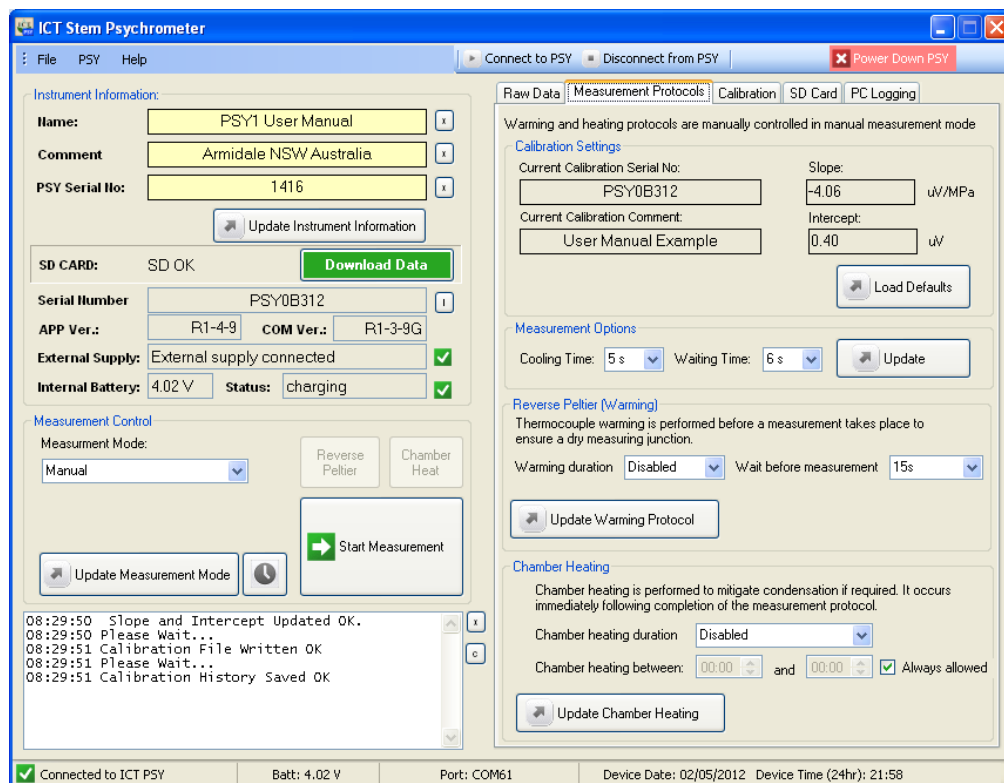 ICT Stem Psychrometer
File PSY Help
Connect to PSY Disconnect from PSY Power Down PSY
Instrument Information:
Name: PSY1 User Manual x
Comment Armidale NSW Australia x
PSY Serial No: 1416 x
Update Instrument Information
SD CARD: SD OK Download Data
Serial Number PSY0B312 I
APP Ver.: R1-4-9 COM Ver.: R1-3-9G
External Supply: External supply connected
Internal Battery: 4.02 V Status: charging
Measurement Control
Measurment Mode:
Manual
Reverse Peltier
Chamber Heat
Start Measurement
Update Measurement Mode
08:29:50 Slope and Intercept Updated OK.
08:29:50 Please Wait...
08:29:51 Calibration File Written OK
08:29:51 Please Wait...
08:29:51 Calibration History Saved OK
x
c
Raw Data Measurement Protocols Calibration SD Card PC Logging
Warming and heating protocols are manually controlled in manual measurement mode
Calibration Settings
Current Calibration Serial No: Slope:
PSY0B312 -4.06 uV/MPa
Current Calibration Comment: Intercept:
User Manual Example 0.40 uV
Load Defaults
Measurement Options
Cooling Time: 5 s Waiting Time: 6 s Update
Reverse Peltier (Warming)
Thermocouple warming is performed before a measurement takes place to
ensure a dry measuring junction.
Warming duration Disabled Wait before measurement 15s
Update Warming Protocol
Chamber Heating
Chamber heating is performed to mitigate condensation if required. It occurs
immediately following completion of the measurement protocol.
Chamber heating duration Disabled
Chamber heating between: 00:00 and 00:00 Always allowed
Update Chamber Heating
Connected to ICT PSY Batt: 4.02 V Port: COM61 Device Date: 02/05/2012 Device Time (24hr): 21:58